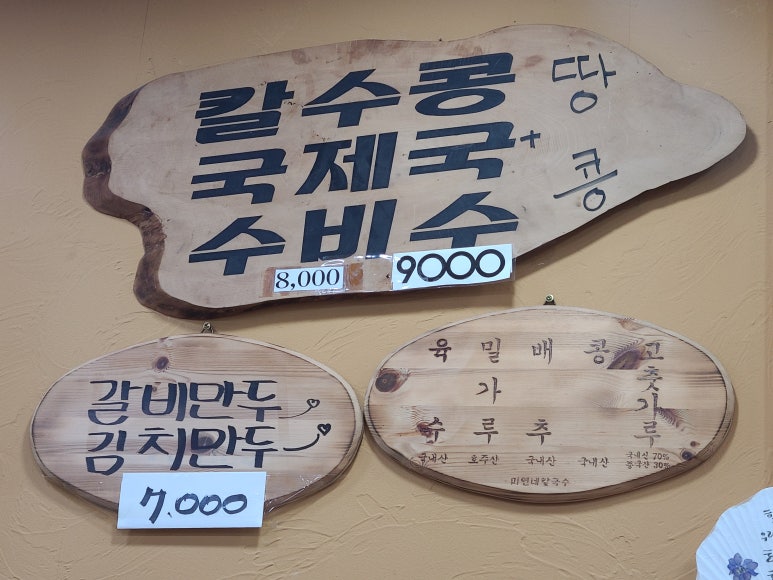 칼국수
수제비
콩국수
+땅콩
8,000
9000
갈비만두
김치만두
7.000
육수
국내산
밀가루
호주산
배추
국내산
콩
국내산
고춧가루
국내산 70%
중국산 30%